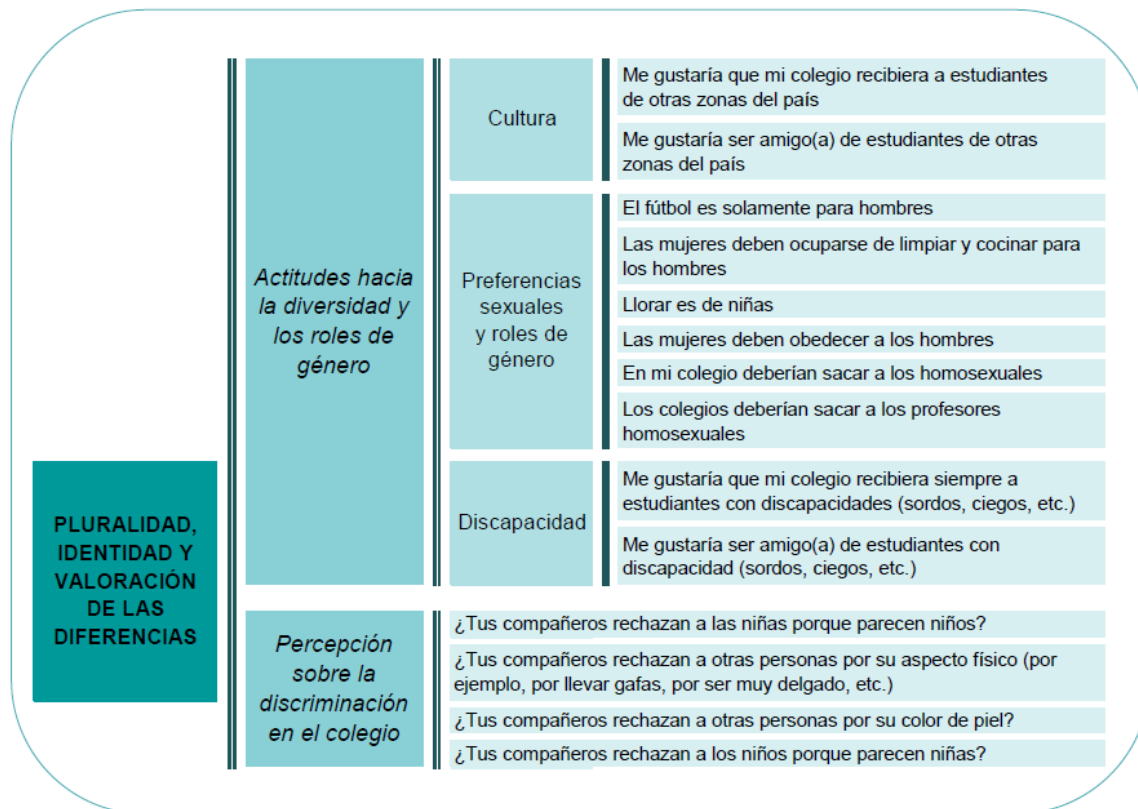 PLURALIDAD,
IDENTIDAD Y
VALORACIÓN
DE LAS
DIFERENCIAS
Actitudes hacia
la diversidad y
los roles de
género
Cultura
Me gustaría que mi colegio recibiera a estudiantes
de otras zonas del país
Me gustaría ser amigo(a) de estudiantes de otras
zonas del país
Preferencias
sexuales
y roles de
género
El fútbol es solamente para hombres
Las mujeres deben ocuparse de limpiar y cocinar para
los hombres
Llorar es de niñas
Las mujeres deben obedecer a los hombres
En mi colegio deberían sacar a los homosexuales
Los colegios deberían sacar a los profesores
homosexuales
Discapacidad
Me gustaría que mi colegio recibiera siempre a
estudiantes con discapacidades (sordos, ciegos, etc.)
Me gustaría ser amigo(a) de estudiantes con
discapacidad (sordos, ciegos, etc.)
Percepción
sobre la
discriminación
en el colegio
¿Tus compañeros rechazan a las niñas porque parecen niños?
¿Tus compañeros rechazan a otras personas por su aspecto físico (por
ejemplo, por llevar gafas, por ser muy delgado, etc.)
¿Tus compañeros rechazan a otras personas por su color de piel?
¿Tus compañeros rechazan a los niños porque parecen niñas?